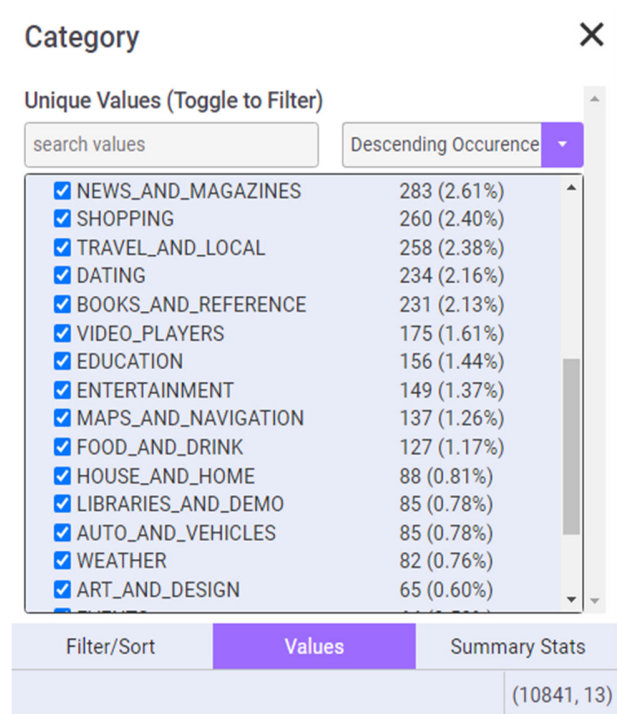 Category
Unique Values (Toggle to Filter)
search values Descending Occurence
NEWS_AND_MAGAZINES 283 (2.61%)
SHOPPING 260 (2.40%)
TRAVEL_AND_LOCAL 258 (2.38%)
DATING 234 (2.16%)
BOOKS_AND_REFERENCE 231 (2.13%)
VIDEO_PLAYERS 175 (1.61%)
EDUCATION 156 (1.44%)
ENTERTAINMENT 149 (1.37%)
MAPS_AND_NAVIGATION 137 (1.26%)
FOOD_AND_DRINK 127 (1.17%)
HOUSE_AND_HOME 88 (0.81%)
LIBRARIES_AND_DEMO 85 (0.78%)
AUTO_AND_VEHICLES 85 (0.78%)
WEATHER 82 (0.76%)
ART_AND_DESIGN 65 (0.60%)
Filter/Sort Values Summary Stats
(10841, 13)